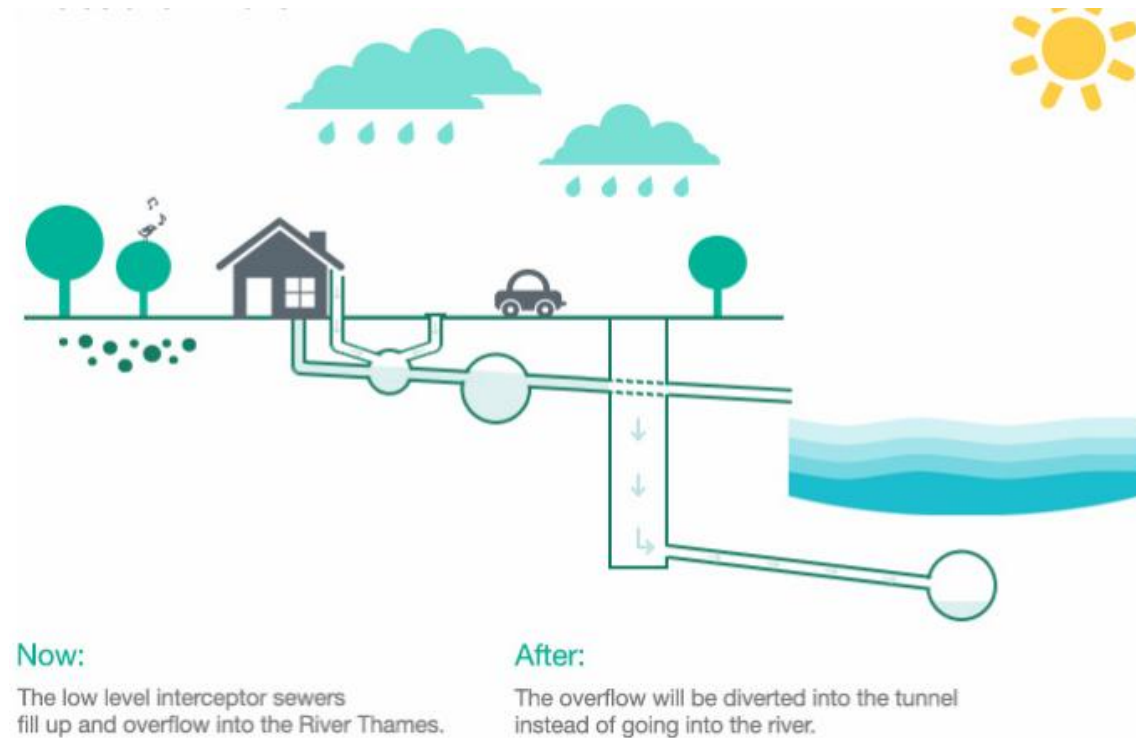 Now:
The low level interceptor sewers
fill up and overflow into the River Thames.
After:
The overflow will be diverted into the tunnel
instead of going into the river.